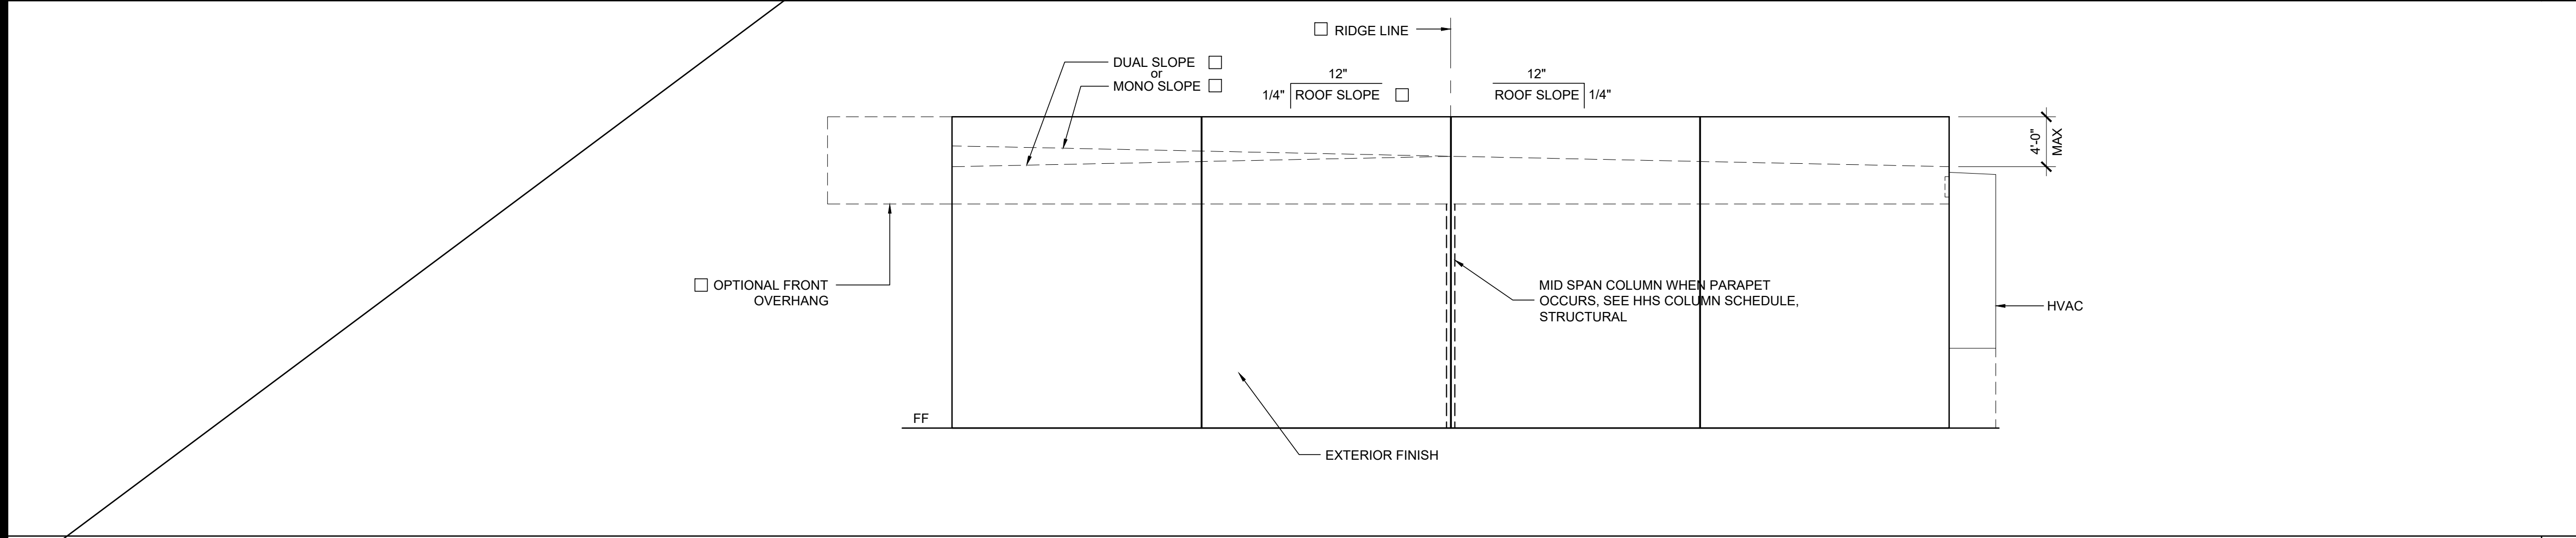 RIDGE LINE
DUAL SLOPE
or
MONO SLOPE
12"
1/4" ROOF SLOPE
12"
ROOF SLOPE 1/4"
4'-0"
MAX
OPTIONAL FRONT
OVERHANG
MID SPAN COLUMN WHEN PARAPET
OCCURS, SEE HHS COLUMN SCHEDULE,
STRUCTURAL
HVAC
FF
EXTERIOR FINISH